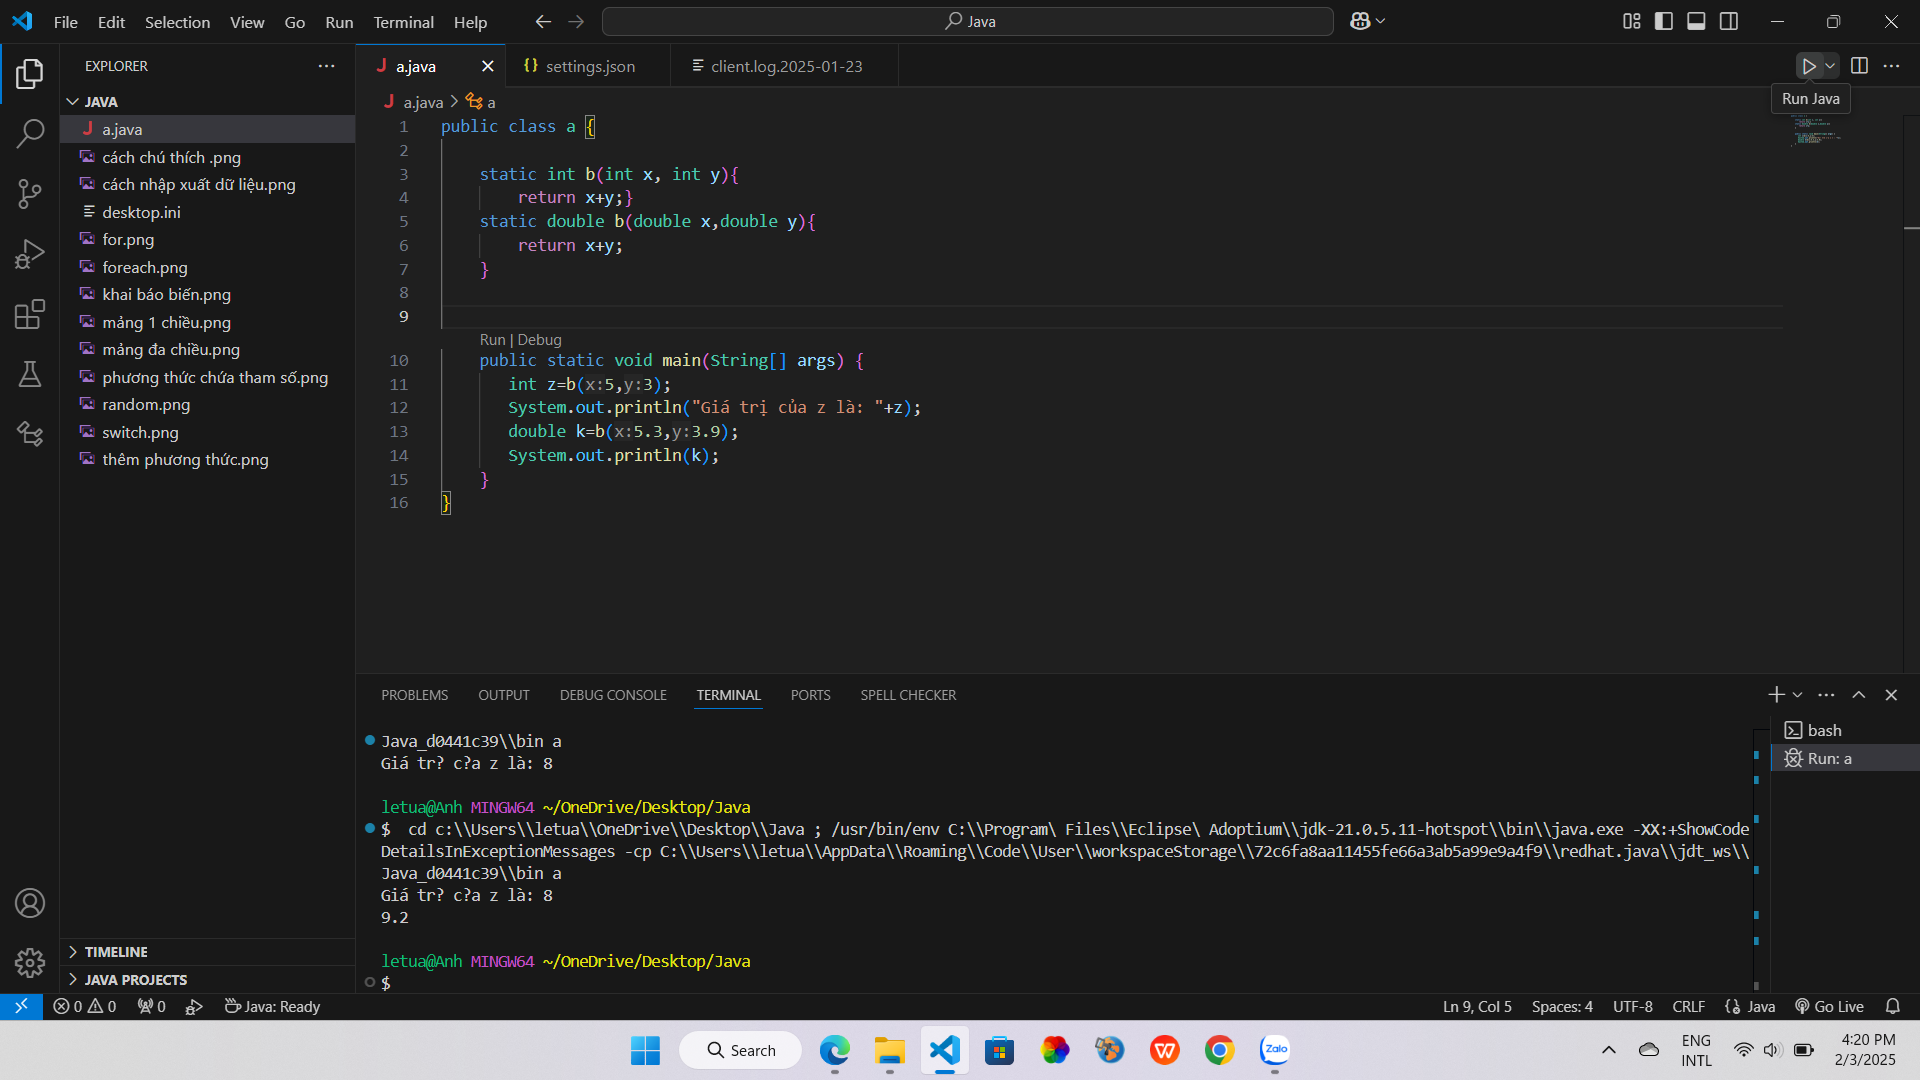 File Edit Selection View Go Run Terminal Help
Java
EXPLORER
JAVA
a.java
cách chú thích .png
cách nhập xuất dữ liệu.png
desktop.ini
for.png
foreach.png
khai báo biến.png
mảng 1 chiều.png
mảng đa chiều.png
phương thức chứa tham số.png
random.png
switch.png
thêm phương thức.png
TIMELINE
JAVA PROJECTS
a.java
settings.json
client.log.2025-01-23
Run Java
a.java > a
1 public class a {
2
3 static int b(int x, int y){
4 return x+y;}
5 static double b(double x,double y){
6 return x+y;
7 }
8
9
Run | Debug
10 public static void main(String[] args) {
11 int z=b(x:5,y:3);
12 System.out.println("Giá trị của z là: "+z);
13 double k=b(x:5.3,y:3.9);
14 System.out.println(k);
15 }
16 }
PROBLEMS OUTPUT DEBUG CONSOLE TERMINAL PORTS SPELL CHECKER
Java_d0441c39\\bin a
Giá tr? c?a z là: 8
letua@Anh MINGW64 ~/OneDrive/Desktop/Java
$ cd c:\\Users\\letua\\OneDrive\\Desktop\\Java ; /usr/bin/env C:\\Program\ Files\\Eclipse\ Adoptium\\jdk-21.0.5.11-hotspot\\bin\\java.exe -XX:+ShowCode
DetailsInExceptionMessages -cp C:\\Users\\letua\\AppData\\Roaming\\Code\\User\\workspaceStorage\\72c6fa8aa11455fe66a3ab5a99e9a4f9\\redhat.java\\jdt_ws\\
Java_d0441c39\\bin a
Giá tr? c?a z là: 8
9.2
letua@Anh MINGW64 ~/OneDrive/Desktop/Java
$
bash
Run: a
0 0 0 Java: Ready
Ln 9, Col 5 Spaces: 4 UTF-8 CRLF {} Java Go Live
Search
Zalo
ENG
INTL
4:20 PM
2/3/2025